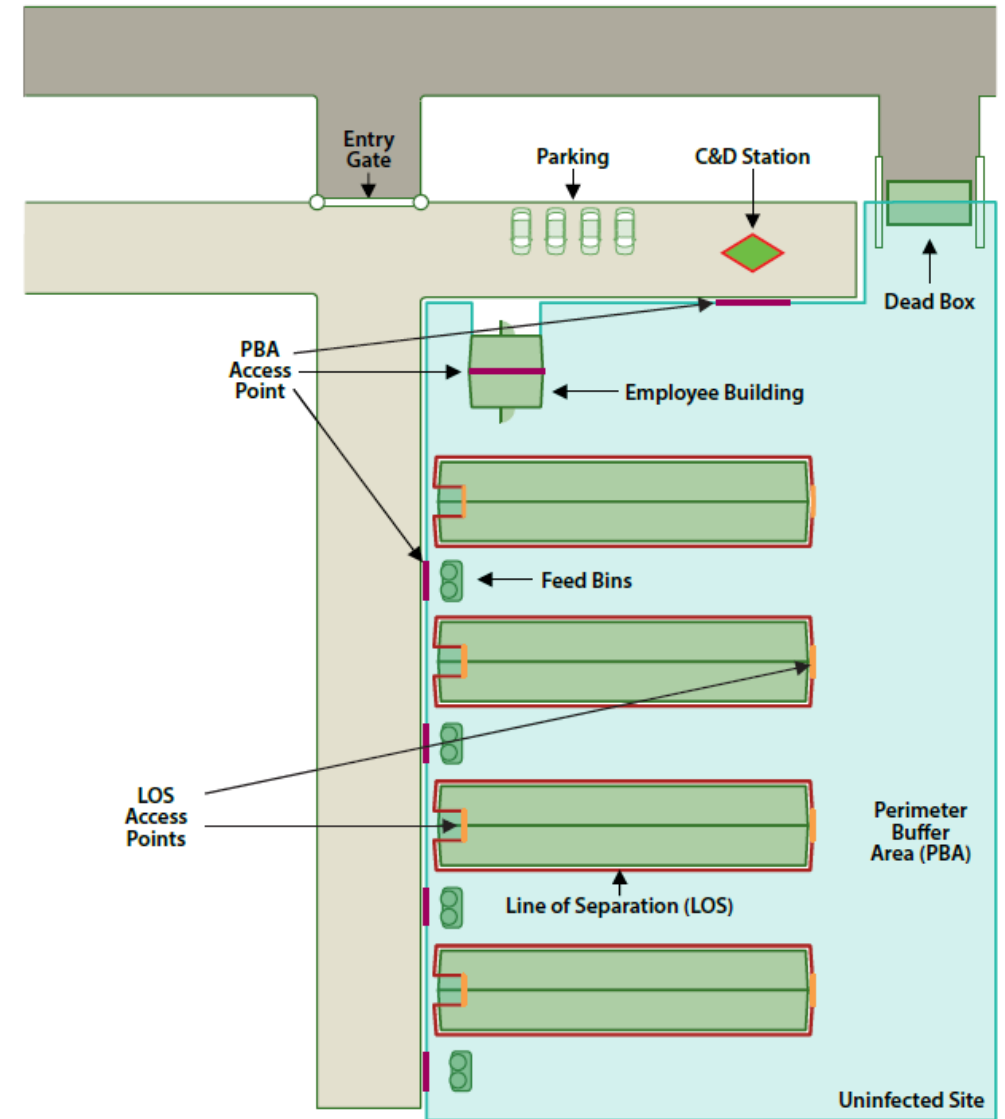 Entry
Gate
Parking
C&D Station
Dead Box
PBA
Access
Point
Employee Building
Feed Bins
LOS
Access
Points
Perimeter
Buffer
Area (PBA)
Line of Separation (LOS)
Uninfected Site